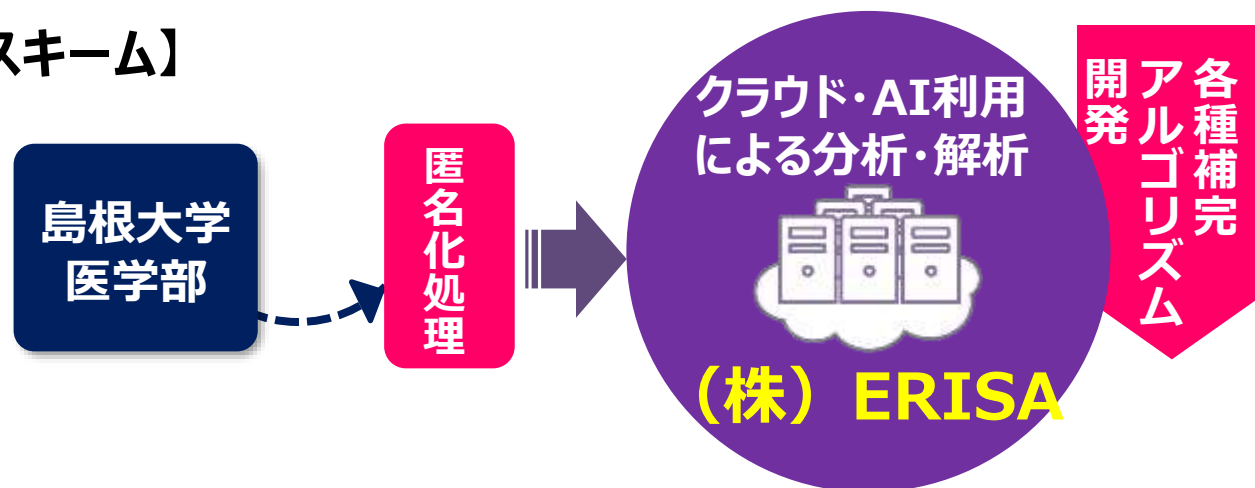 スキーム】
島根大学
医学部
匿名化処理
クラウド・AI利用
による分析・解析
（株）ERISA
各種補完
アルゴリズム
開発